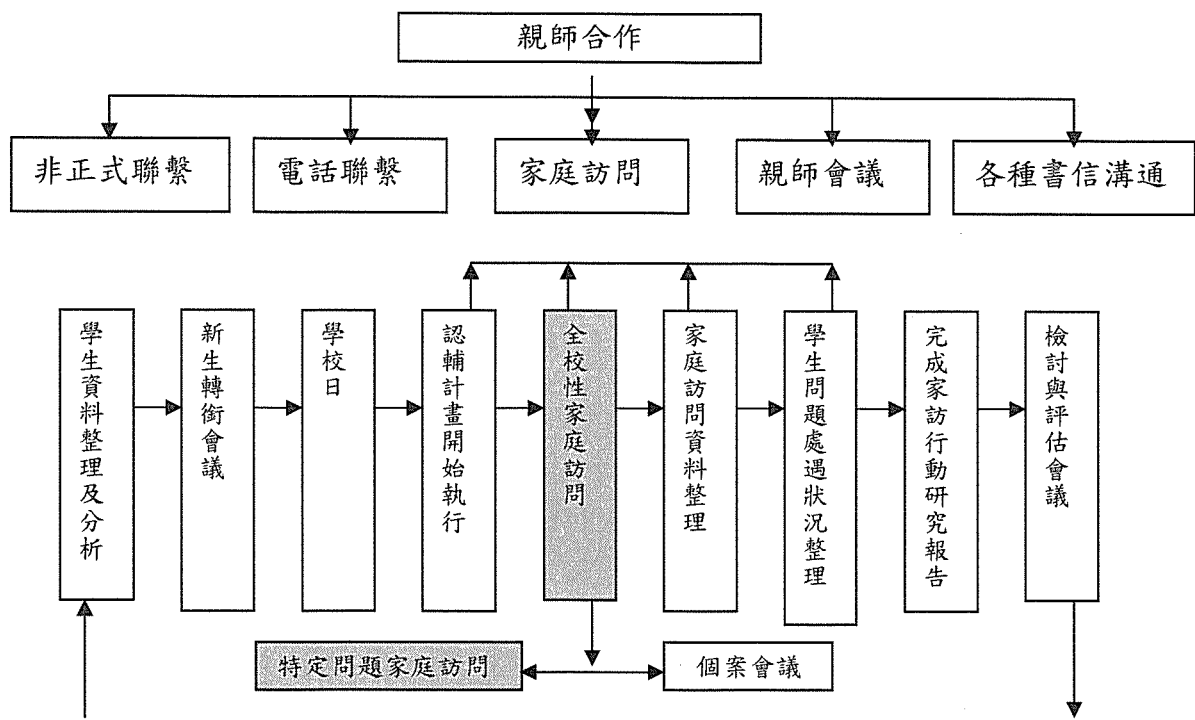 親師合作
非正式聯繫
電話聯繫
家庭訪問
親師會議
各種書信溝通
學生資料整理及分析
新生轉銜會議
學校日
認輔計畫開始執行
全校性家庭訪問
家庭訪問資料整理
學生問題處遇狀況整理
完成家訪行動研究報告
檢討與評估會議
特定問題家庭訪問
個案會議